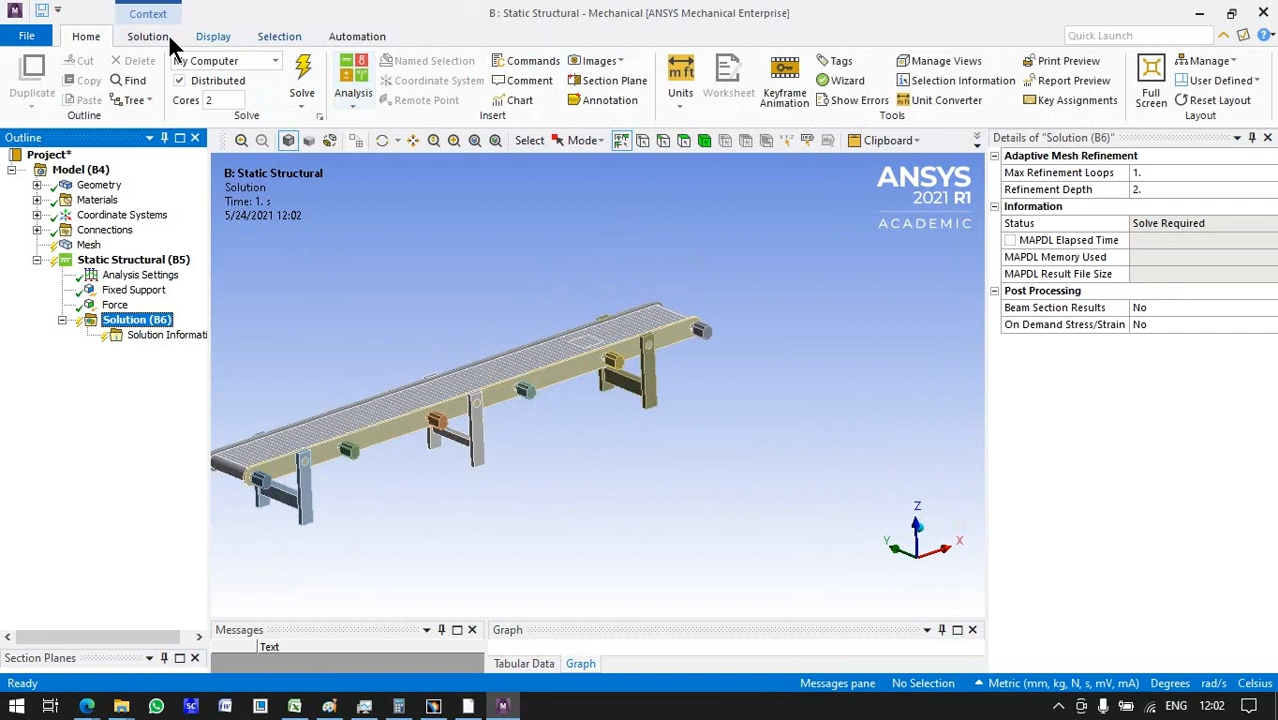 Context
B : Static Structural - Mechanical [ANSYS Mechanical Enterprise]
File
Home
Solution
Display
Selection
Automation
Quick Launch
Duplicate
Cut
Copy
Paste
Delete
Find
Tree
Outline
My Computer
Distributed
Cores 2
Solve
Solve
Analysis
Named Selection
Coordinate System
Remote Point
Commands
Comment
Chart
Images
Section Plane
Annotation
Insert
Units
Worksheet
Keyframe Animation
Tags
Wizard
Show Errors
Manage Views
Selection Information
Unit Converter
Print Preview
Report Preview
Key Assignments
Tools
Full Screen
Manage
User Defined
Reset Layout
Layout
Outline
Select
Mode
Clipboard
Details of "Solution (B6)"
Project*
Model (B4)
Geometry
Materials
Coordinate Systems
Connections
Mesh
Static Structural (B5)
Analysis Settings
Fixed Support
Force
Solution (B6)
Solution Informati
B: Static Structural
Solution
Time: 1. s
5/24/2021 12:02
ANSYS
2021 R1
ACADEMIC
Z
Y
X
Adaptive Mesh Refinement
Max Refinement Loops 1.
Refinement Depth 2.
Information
Status Solve Required
MAPDL Elapsed Time
MAPDL Memory Used
MAPDL Result File Size
Post Processing
Beam Section Results No
On Demand Stress/Strain No
Messages
Text
Graph
Tabular Data
Graph
Section Planes
Ready
Messages pane
No Selection
Metric (mm, kg, N, s, mV, mA)
Degrees
rad/s
Celsius
ENG
12:02